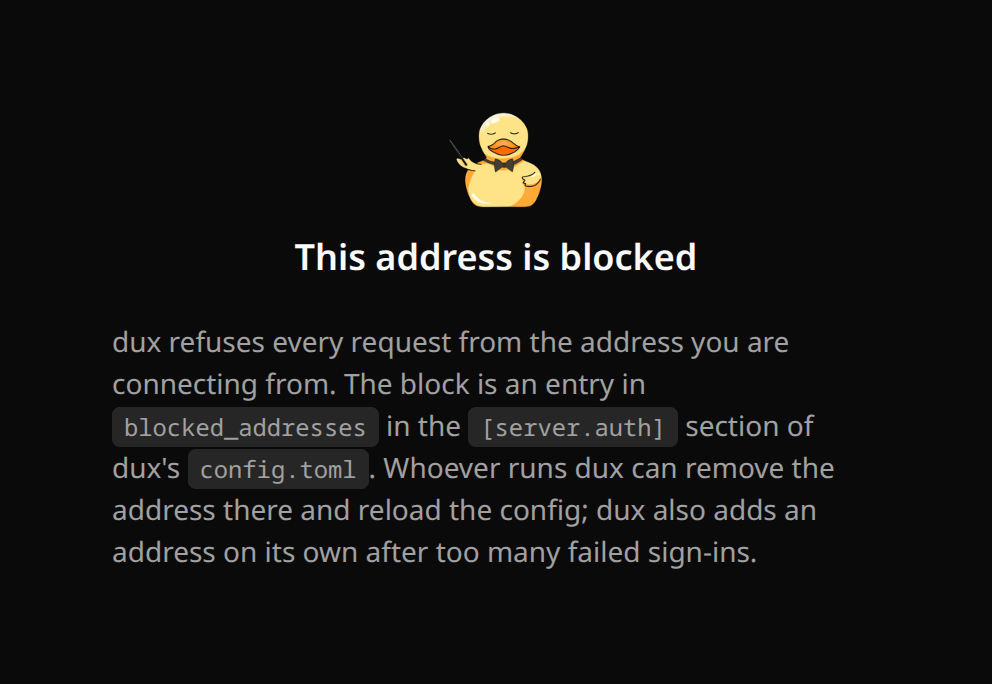 This address is blocked
dux refuses every request from the address you are
connecting from. The block is an entry in
blocked_addresses in the [server.auth] section of
dux's config.toml. Whoever runs dux can remove the
address there and reload the config; dux also adds an
address on its own after too many failed sign-ins.